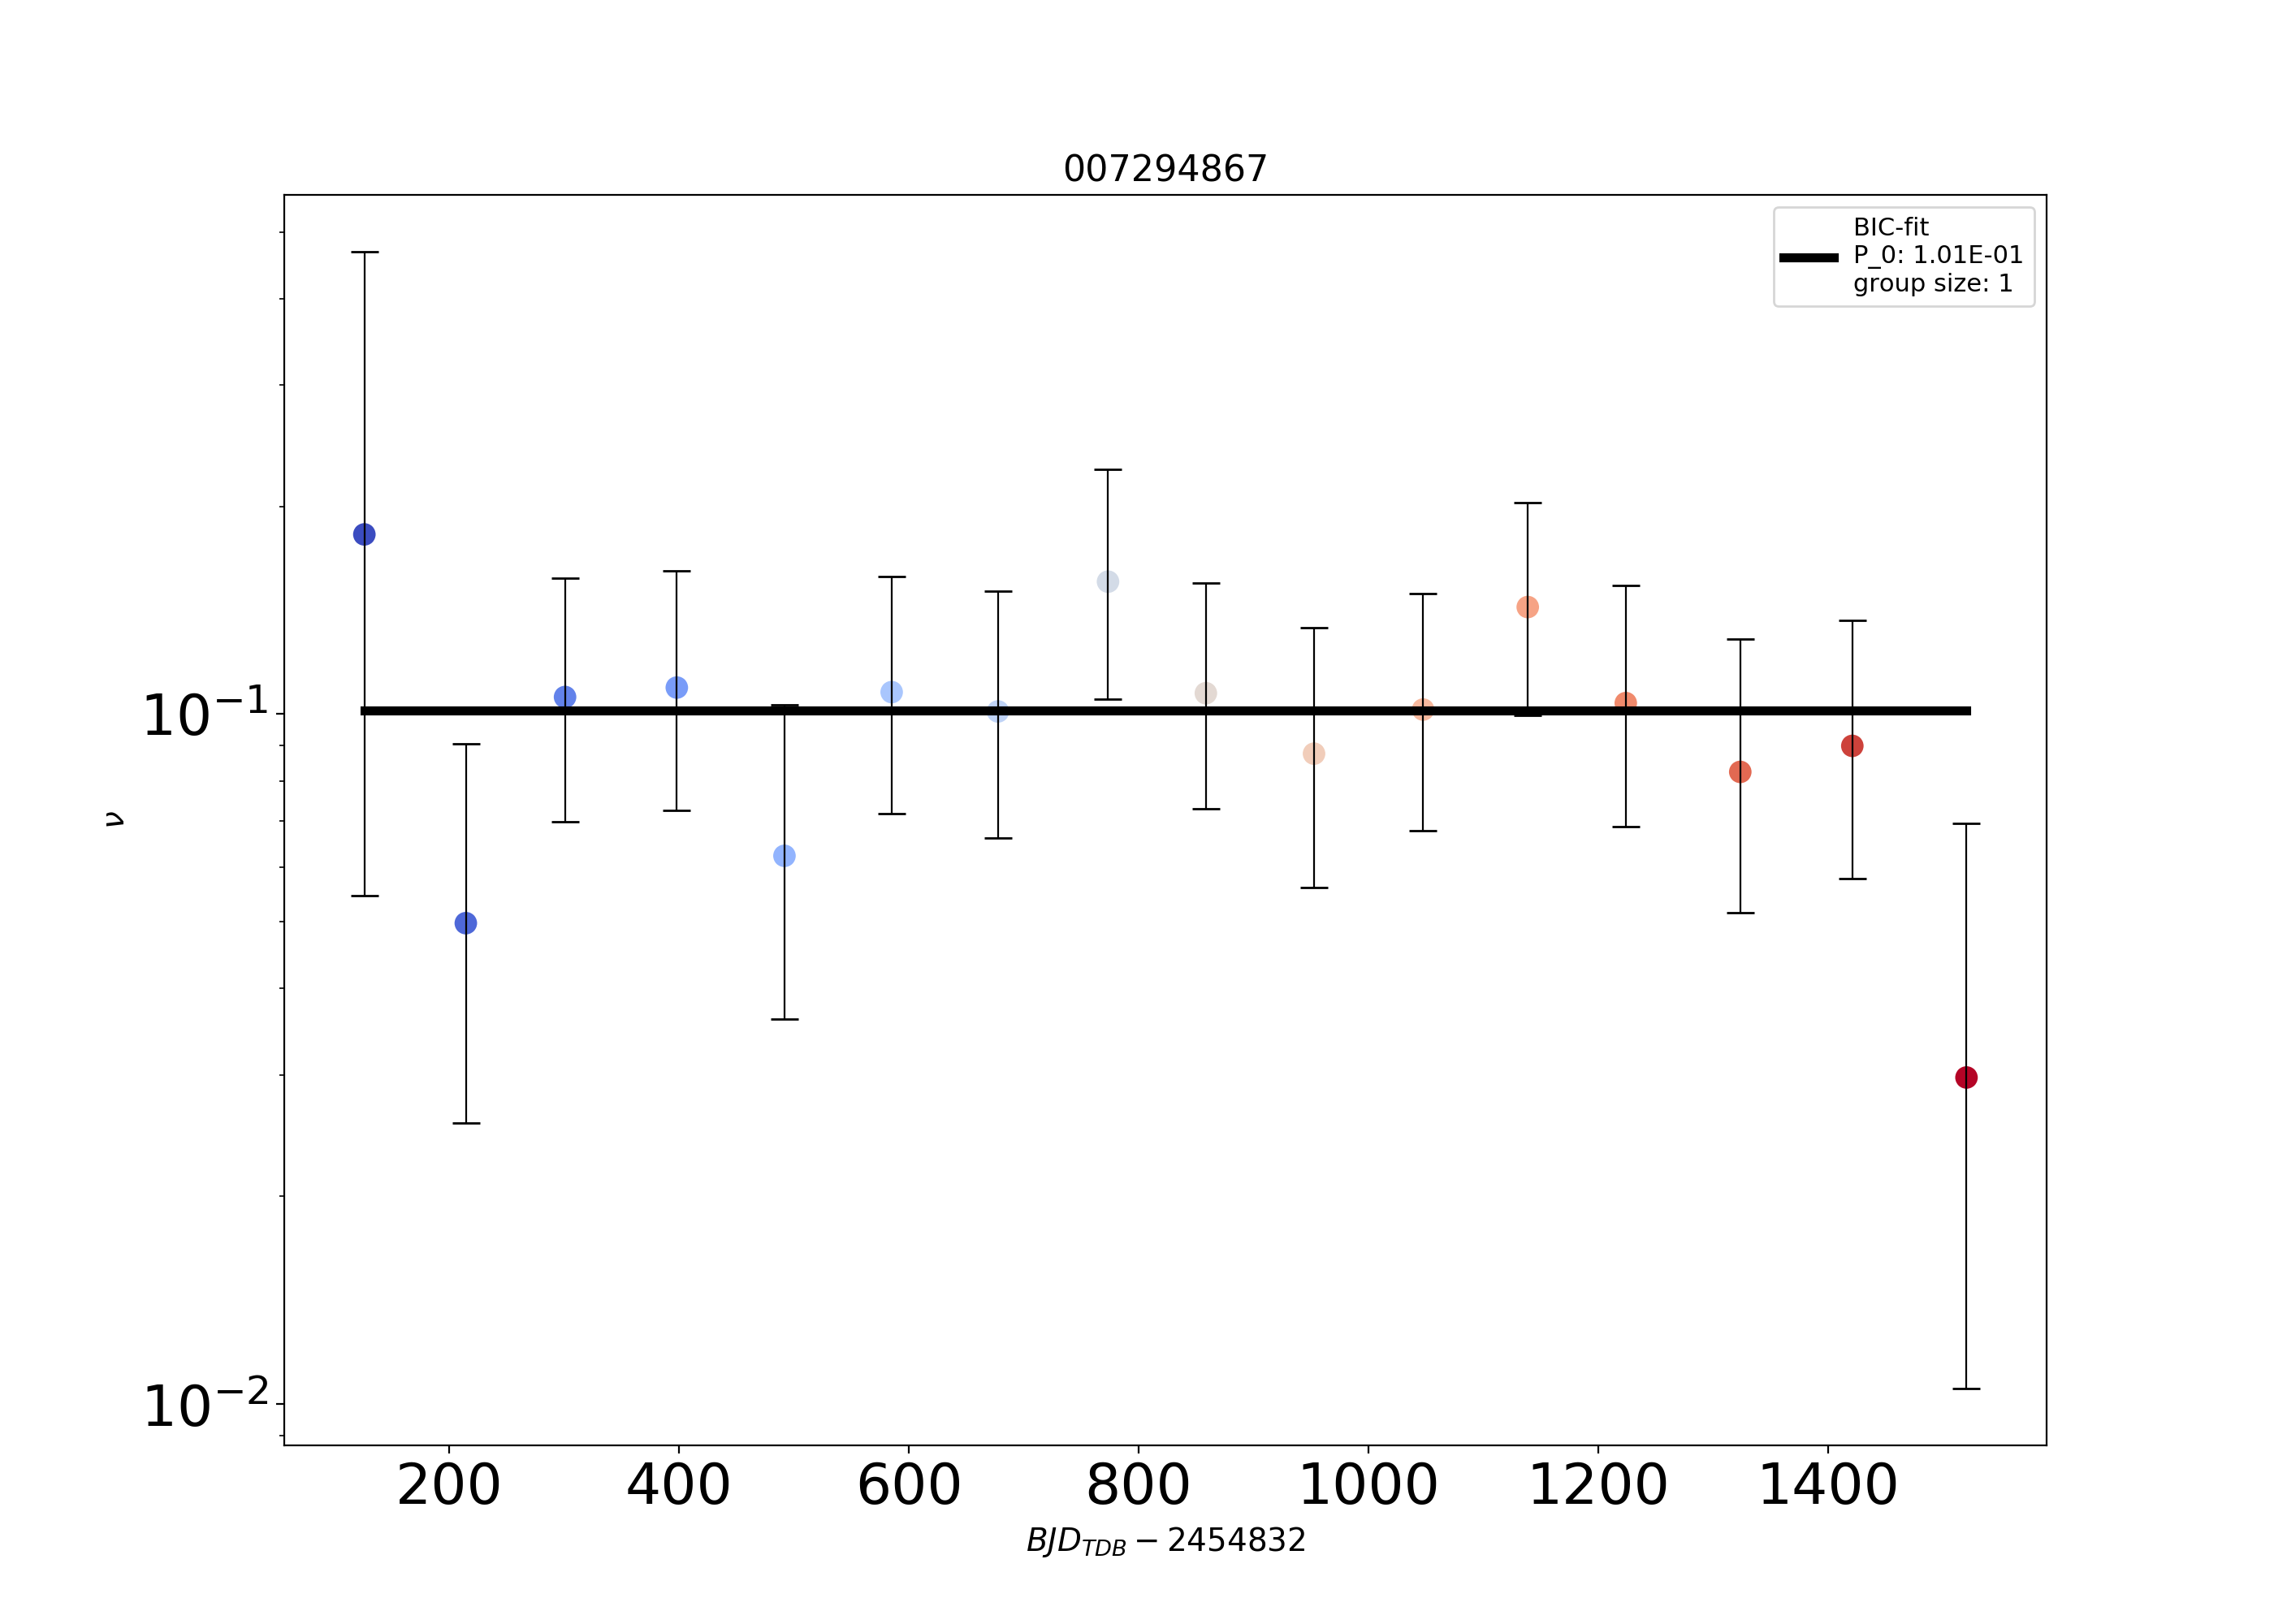 007294867
BIC-fit
P_0: 1.01E-01
group size: 1
10⁻¹
ν
10⁻²
200 400 600 800 1000 1200 1400
BJD_TDB − 2454832